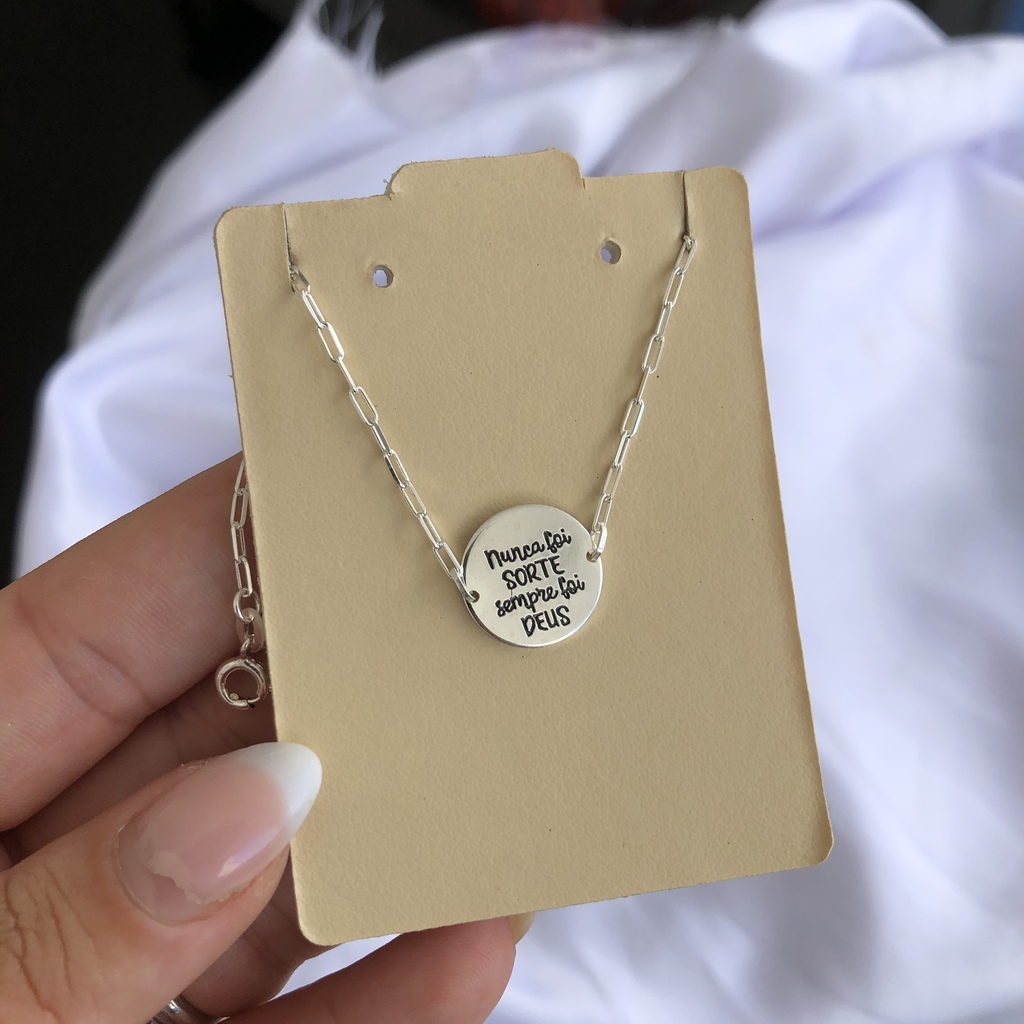 Nunca foi
SORTE
sempre foi
DEUS